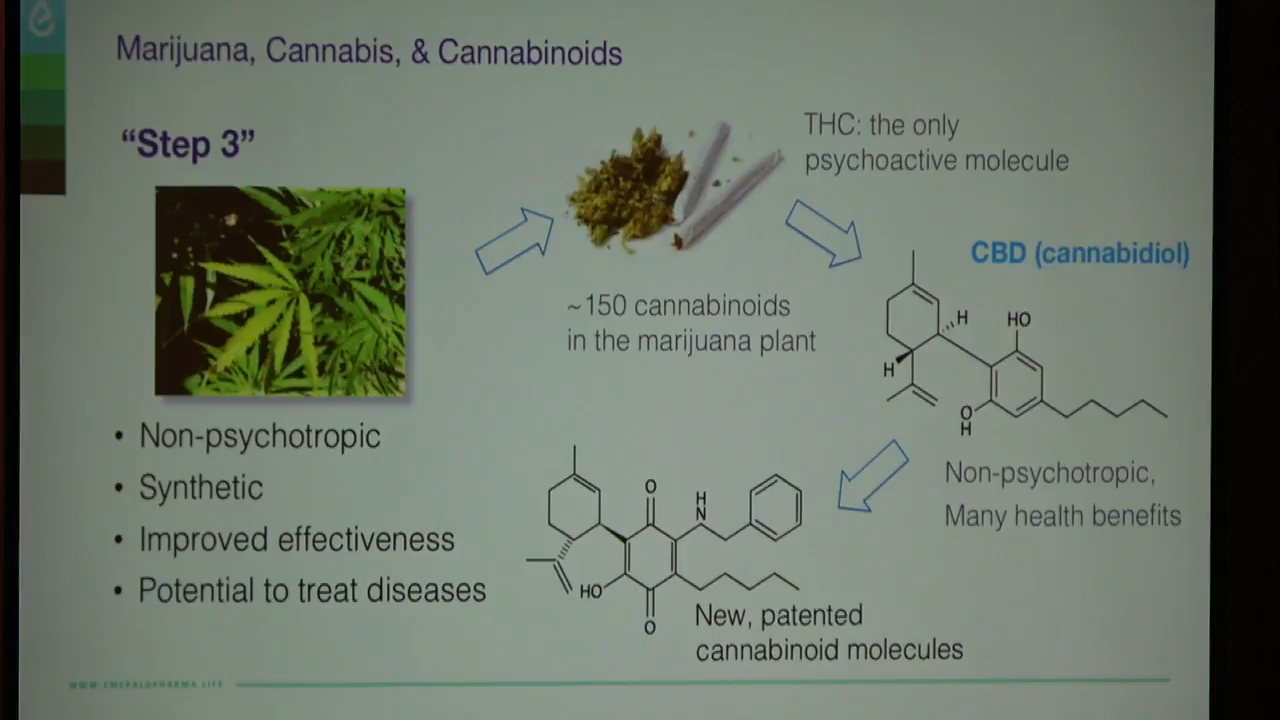 Marijuana, Cannabis, & Cannabinoids
“Step 3”
THC: the only
psychoactive molecule
~150 cannabinoids
in the marijuana plant
CBD (cannabidiol)
H
HO
H
O
H
Non-psychotropic,
Many health benefits
• Non-psychotropic
• Synthetic
• Improved effectiveness
• Potential to treat diseases
O
H
N
HO
O
New, patented
cannabinoid molecules
WWW.EMERALDPHARMA.LIFE